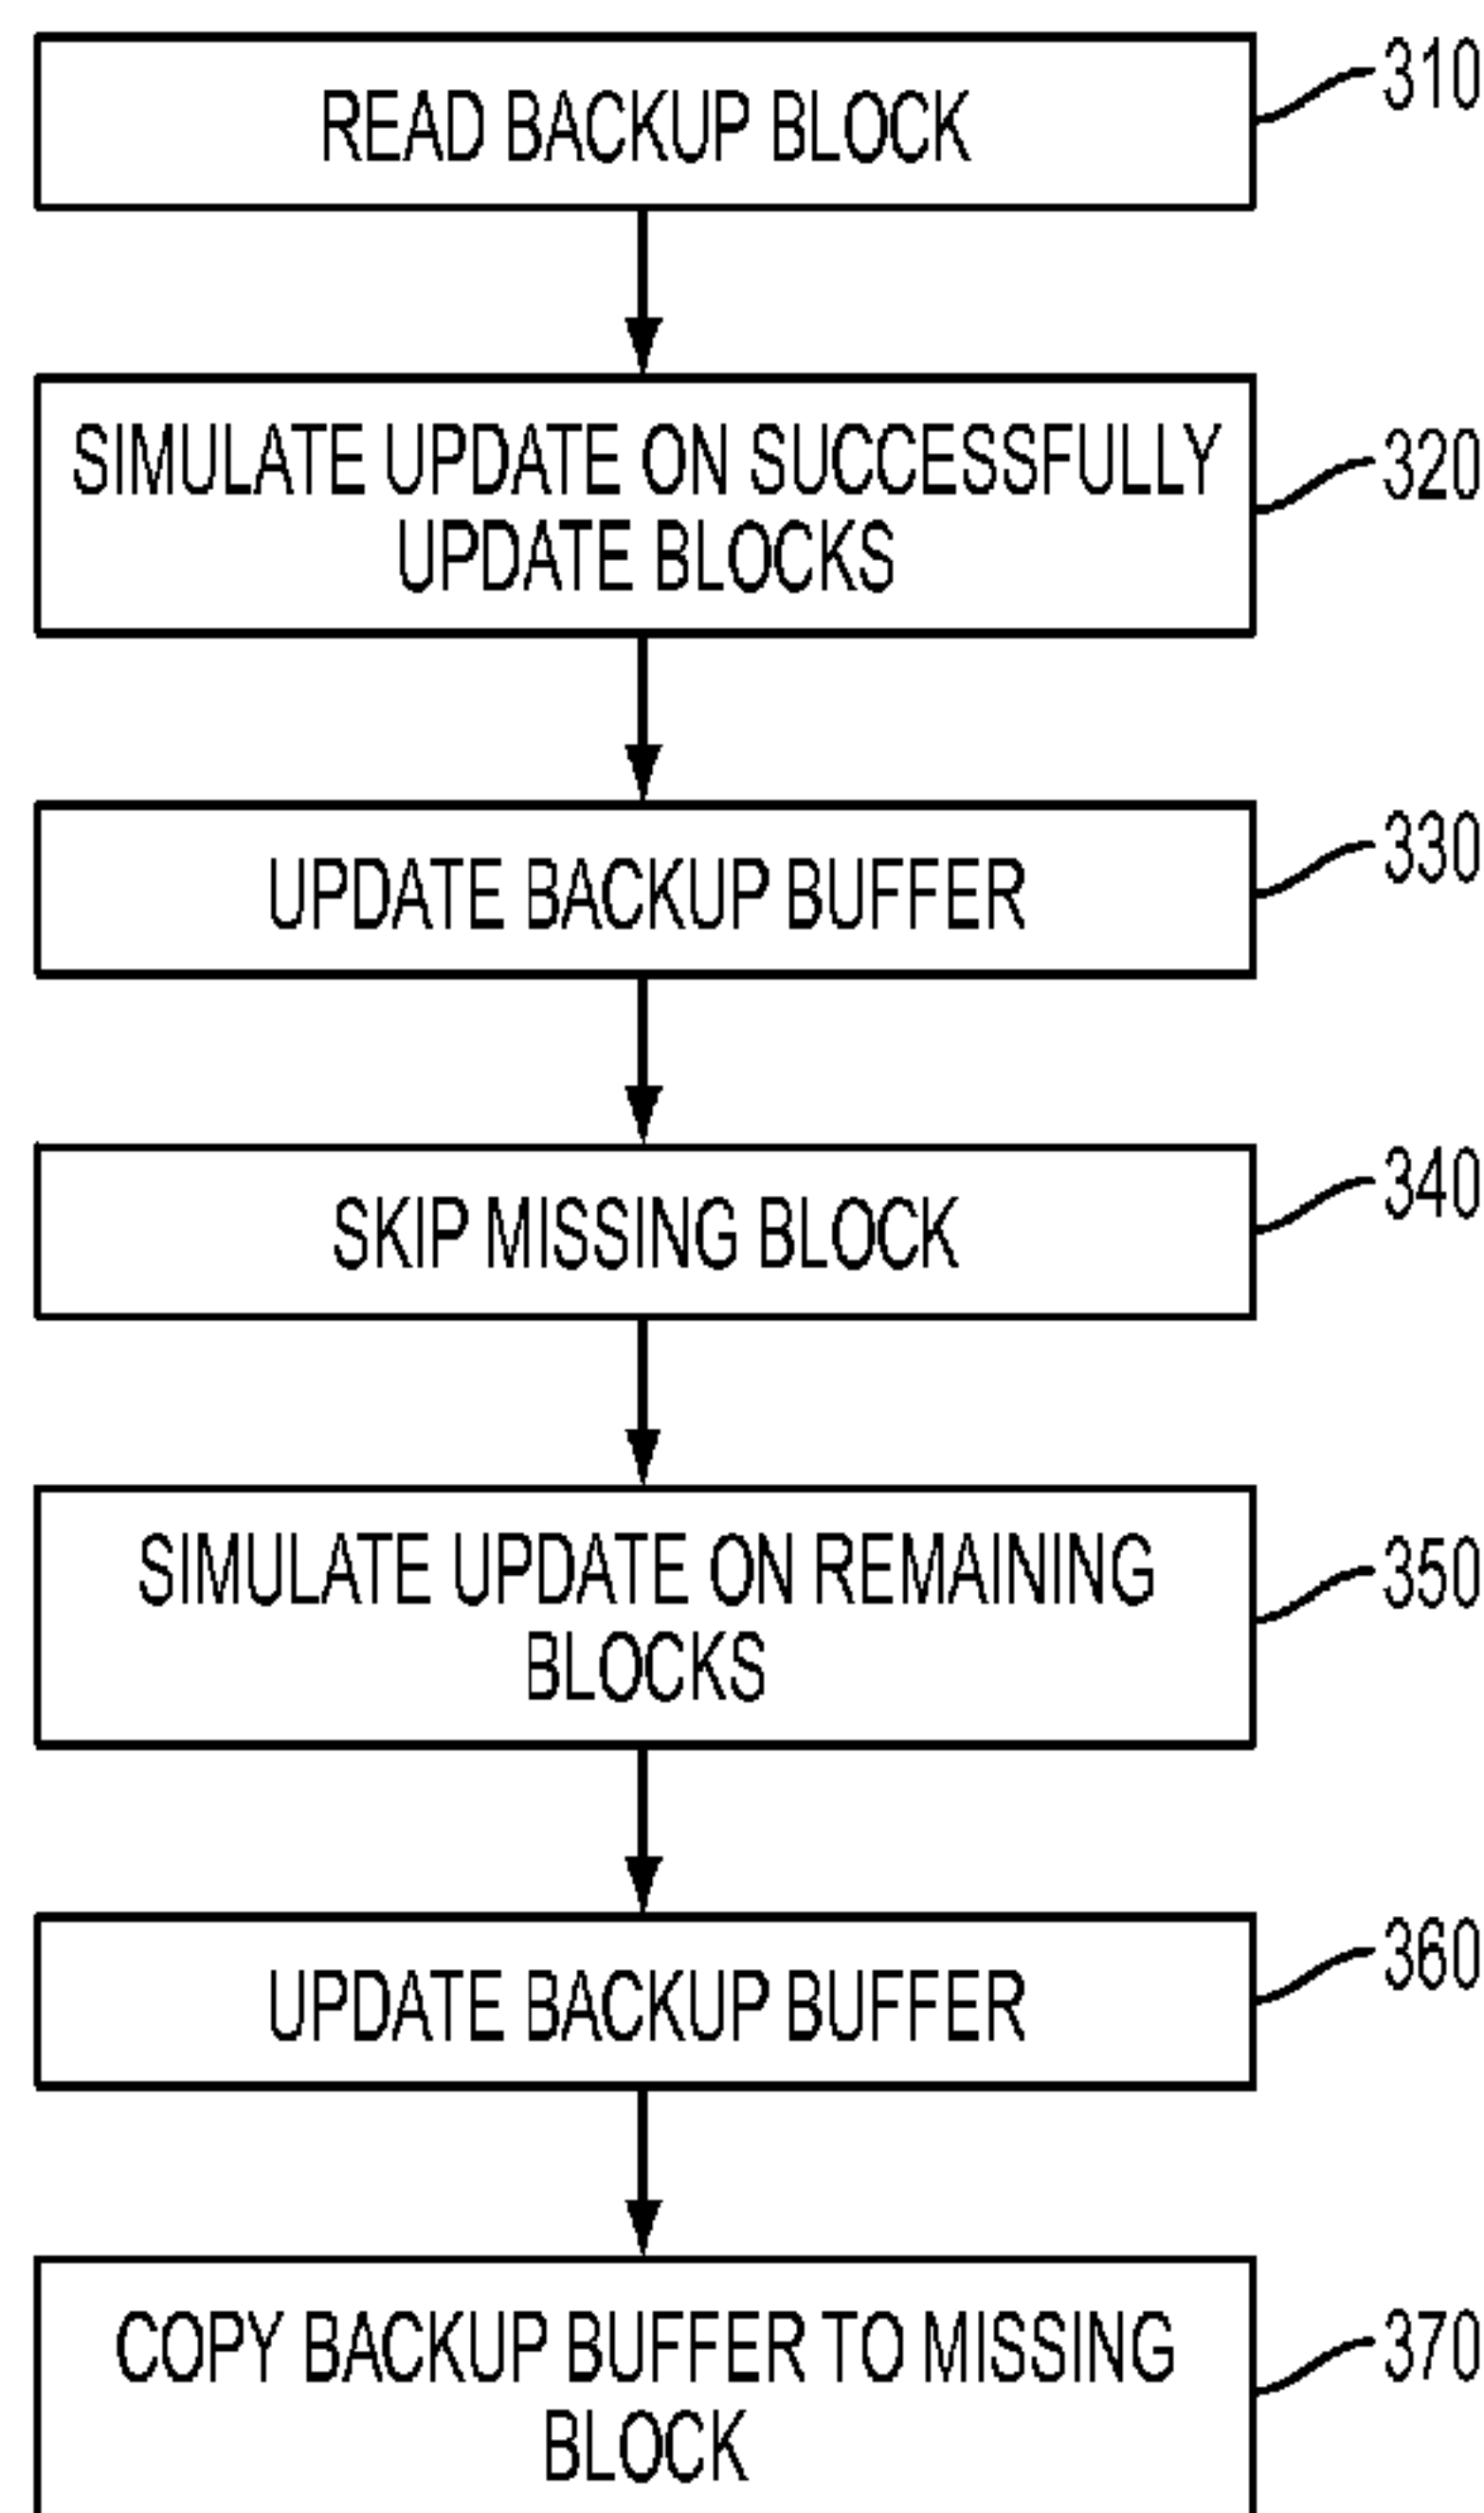 READ BACKUP BLOCK
310
SIMULATE UPDATE ON SUCCESSFULLY
UPDATE BLOCKS
320
UPDATE BACKUP BUFFER
330
SKIP MISSING BLOCK
340
SIMULATE UPDATE ON REMAINING
BLOCKS
350
UPDATE BACKUP BUFFER
360
COPY BACKUP BUFFER TO MISSING
BLOCK
370